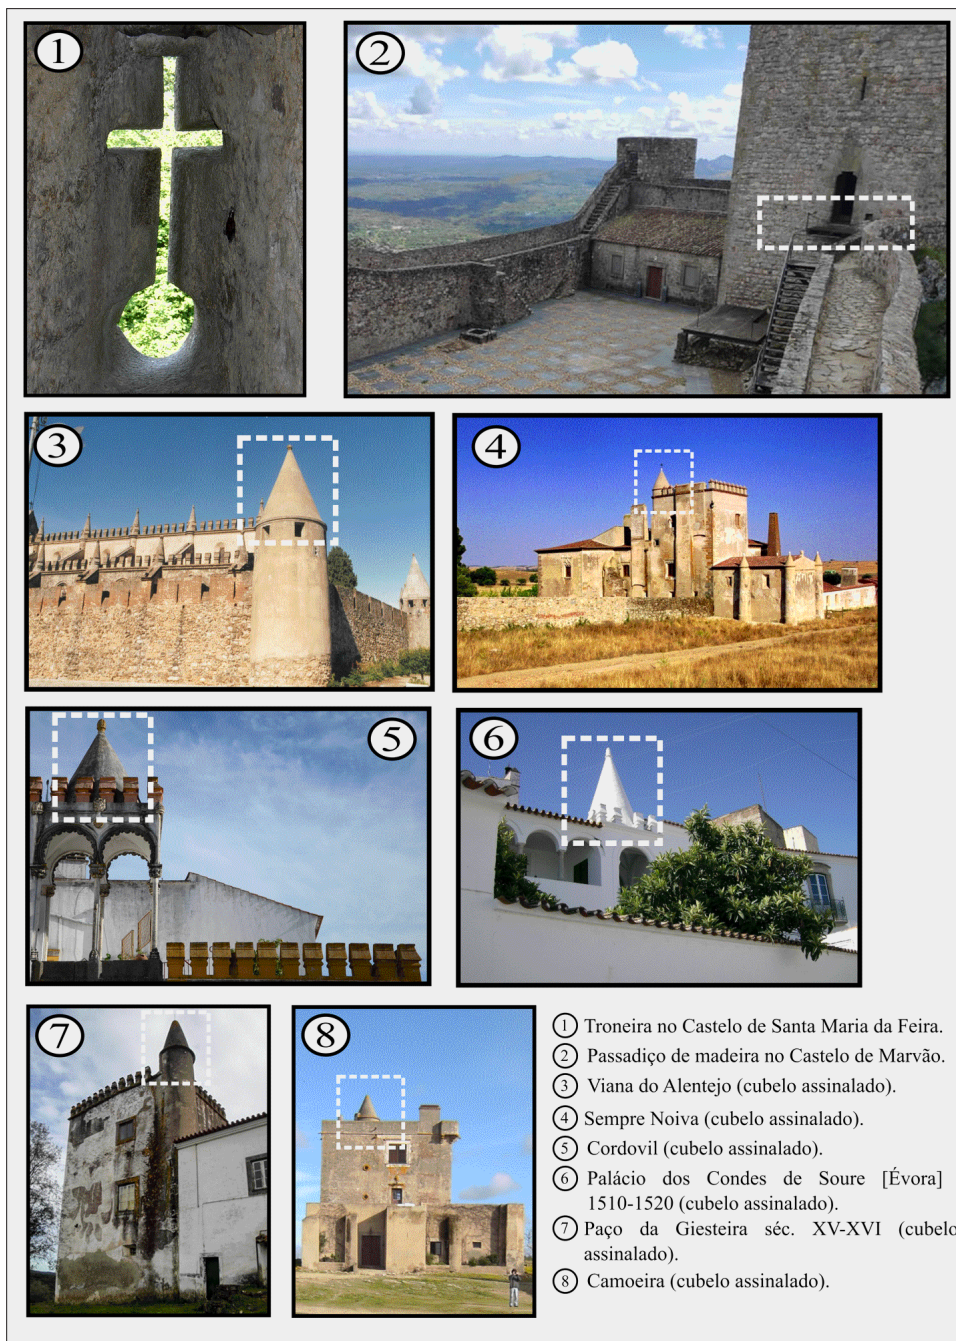 1
2
3
4
5
6
7
8
1 Troneira no Castelo de Santa Maria da Feira.
2 Passadiço de madeira no Castelo de Marvão.
3 Viana do Alentejo (cubelo assinalado).
4 Sempre Noiva (cubelo assinalado).
5 Cordovil (cubelo assinalado).
6 Palácio dos Condes de Soure [Évora]
1510-1520 (cubelo assinalado).
7 Paço da Giesteira séc. XV-XVI (cubelo
assinalado).
8 Camoeira (cubelo assinalado).